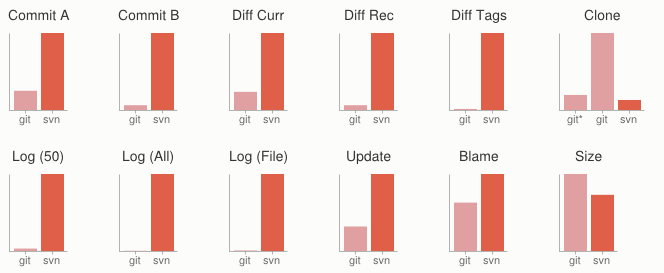 Commit A Commit B Diff Curr Diff Rec Diff Tags Clone
git svn git svn git svn git svn git svn git* git svn
Log (50) Log (All) Log (File) Update Blame Size
git svn git svn git svn git svn git svn git svn